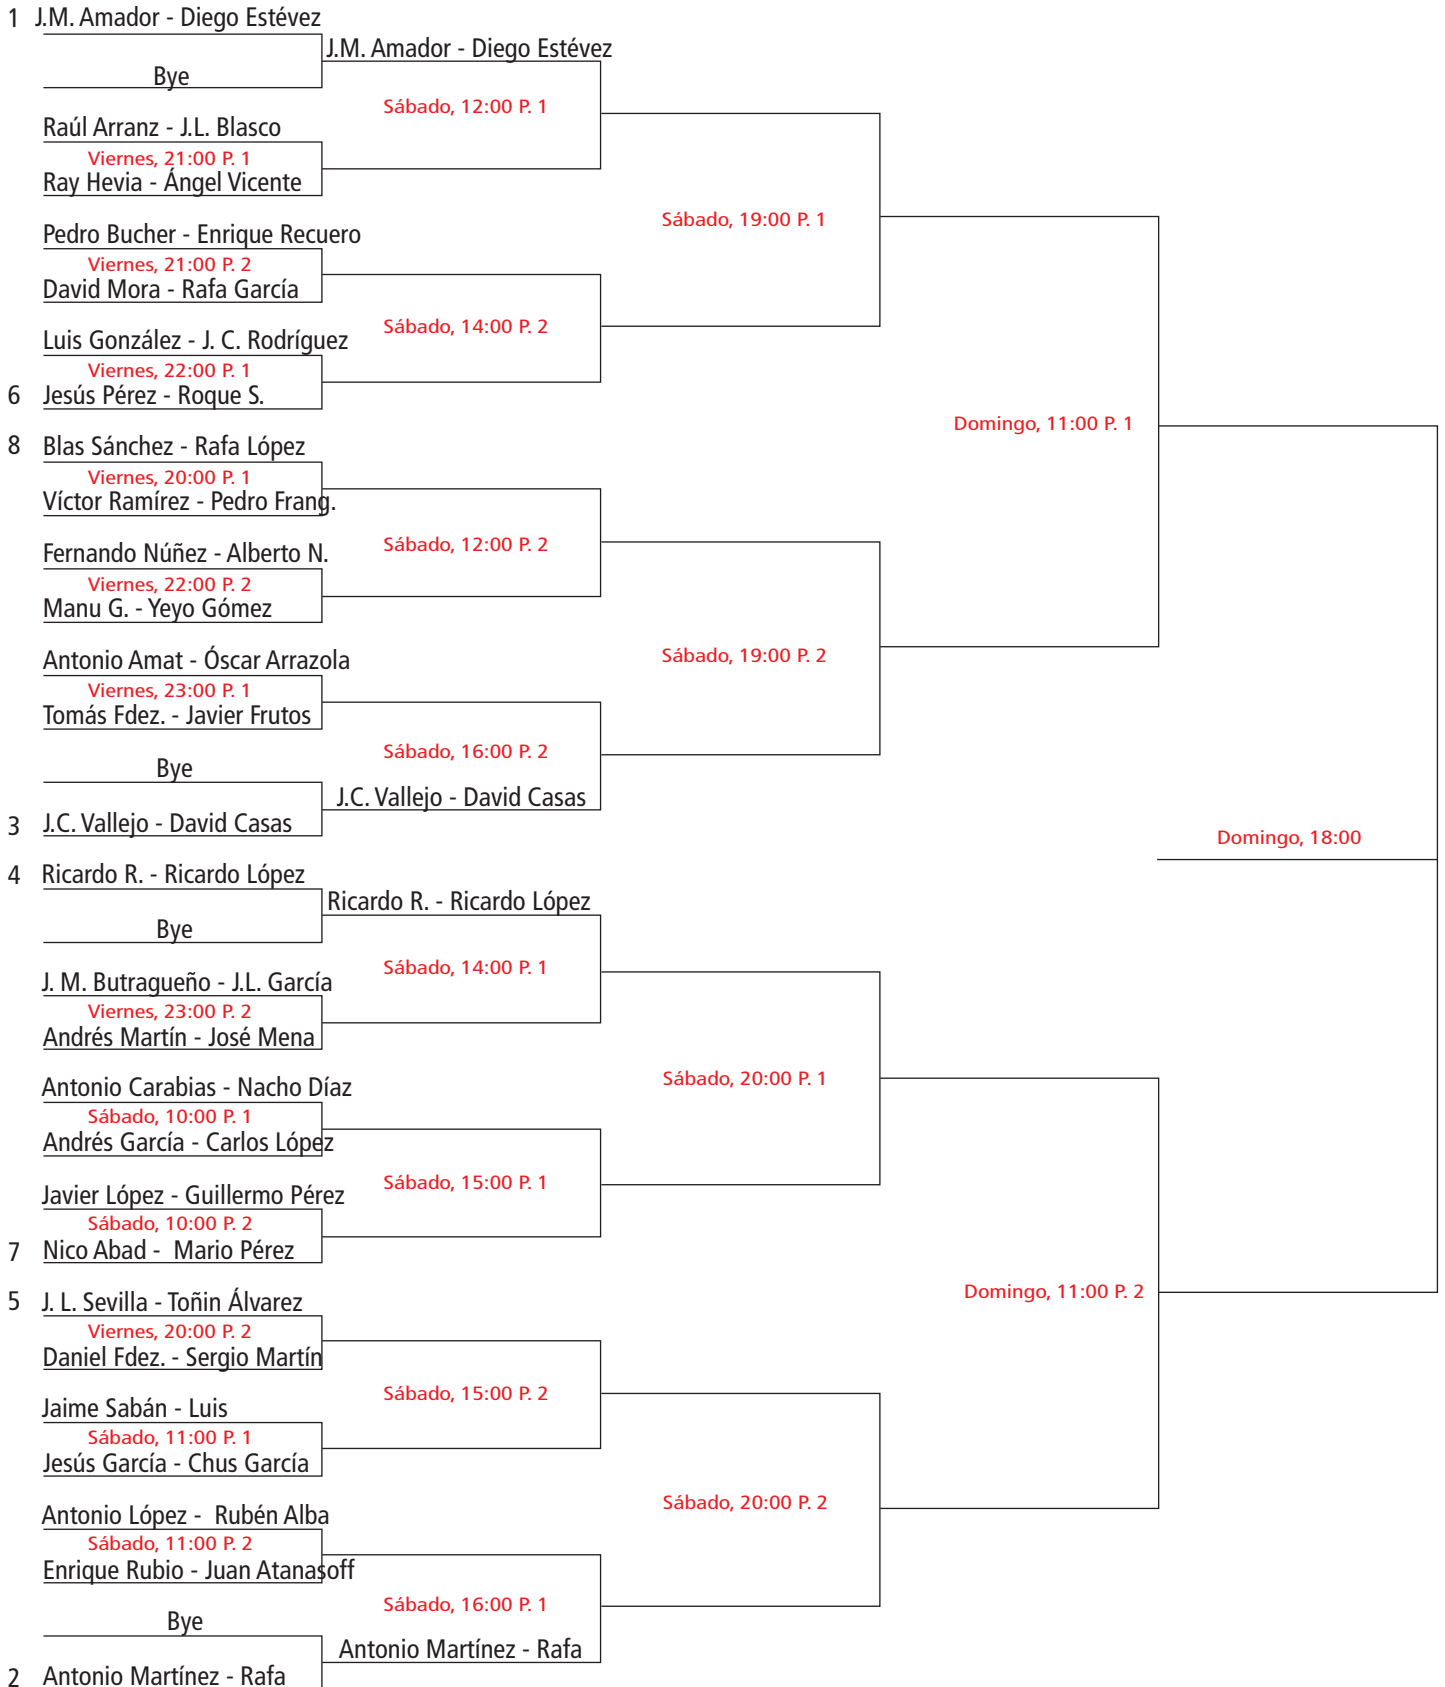 1 J.M. Amador - Diego Estévez
J.M. Amador - Diego Estévez
Bye
Sábado, 12:00 P. 1
Raúl Arranz - J.L. Blasco
Viernes, 21:00 P. 1
Ray Hevia - Ángel Vicente
Sábado, 19:00 P. 1
Pedro Bucher - Enrique Recuero
Viernes, 21:00 P. 2
David Mora - Rafa García
Sábado, 14:00 P. 2
Luis González - J. C. Rodríguez
Viernes, 22:00 P. 1
6 Jesús Pérez - Roque S.
Domingo, 11:00 P. 1
8 Blas Sánchez - Rafa López
Viernes, 20:00 P. 1
Víctor Ramírez - Pedro Frang.
Sábado, 12:00 P. 2
Fernando Núñez - Alberto N.
Viernes, 22:00 P. 2
Manu G. - Yeyo Gómez
Sábado, 19:00 P. 2
Antonio Amat - Óscar Arrazola
Viernes, 23:00 P. 1
Tomás Fdez. - Javier Frutos
Sábado, 16:00 P. 2
Bye
J.C. Vallejo - David Casas
3 J.C. Vallejo - David Casas
Domingo, 18:00
4 Ricardo R. - Ricardo López
Ricardo R. - Ricardo López
Bye
Sábado, 14:00 P. 1
J. M. Butragueño - J.L. García
Viernes, 23:00 P. 2
Andrés Martín - José Mena
Sábado, 20:00 P. 1
Antonio Carabias - Nacho Díaz
Sábado, 10:00 P. 1
Andrés García - Carlos López
Sábado, 15:00 P. 1
Javier López - Guillermo Pérez
Sábado, 10:00 P. 2
7 Nico Abad - Mario Pérez
Domingo, 11:00 P. 2
5 J. L. Sevilla - Toñin Álvarez
Viernes, 20:00 P. 2
Daniel Fdez. - Sergio Martín
Sábado, 15:00 P. 2
Jaime Sabán - Luis
Sábado, 11:00 P. 1
Jesús García - Chus García
Sábado, 20:00 P. 2
Antonio López - Rubén Alba
Sábado, 11:00 P. 2
Enrique Rubio - Juan Atanasoff
Sábado, 16:00 P. 1
Bye
Antonio Martínez - Rafa
2 Antonio Martínez - Rafa